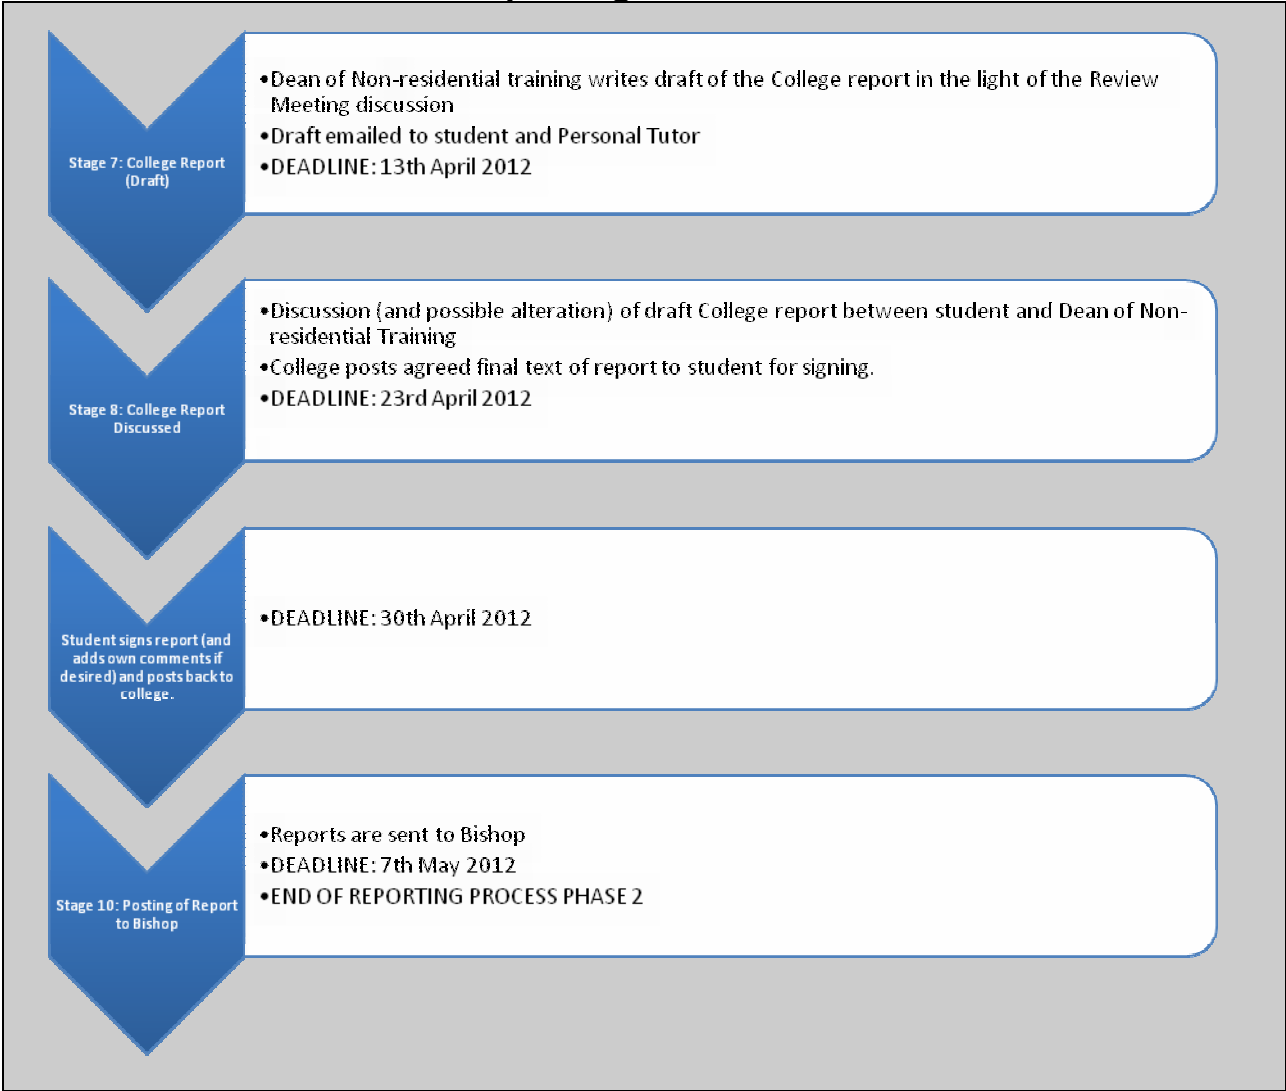 Stage 7: College Report
(Draft)
•Dean of Non-residential training writes draft of the College report in the light of the Review
Meeting discussion
•Draft emailed to student and Personal Tutor
•DEADLINE: 13th April 2012
Stage 8: College Report
Discussed
•Discussion (and possible alteration) of draft College report between student and Dean of Non-
residential Training
•College posts agreed final text of report to student for signing.
•DEADLINE: 23rd April 2012
Student signs report (and
adds own comments if
desired) and posts back to
college.
•DEADLINE: 30th April 2012
Stage 10: Posting of Report
to Bishop
•Reports are sent to Bishop
•DEADLINE: 7th May 2012
•END OF REPORTING PROCESS PHASE 2